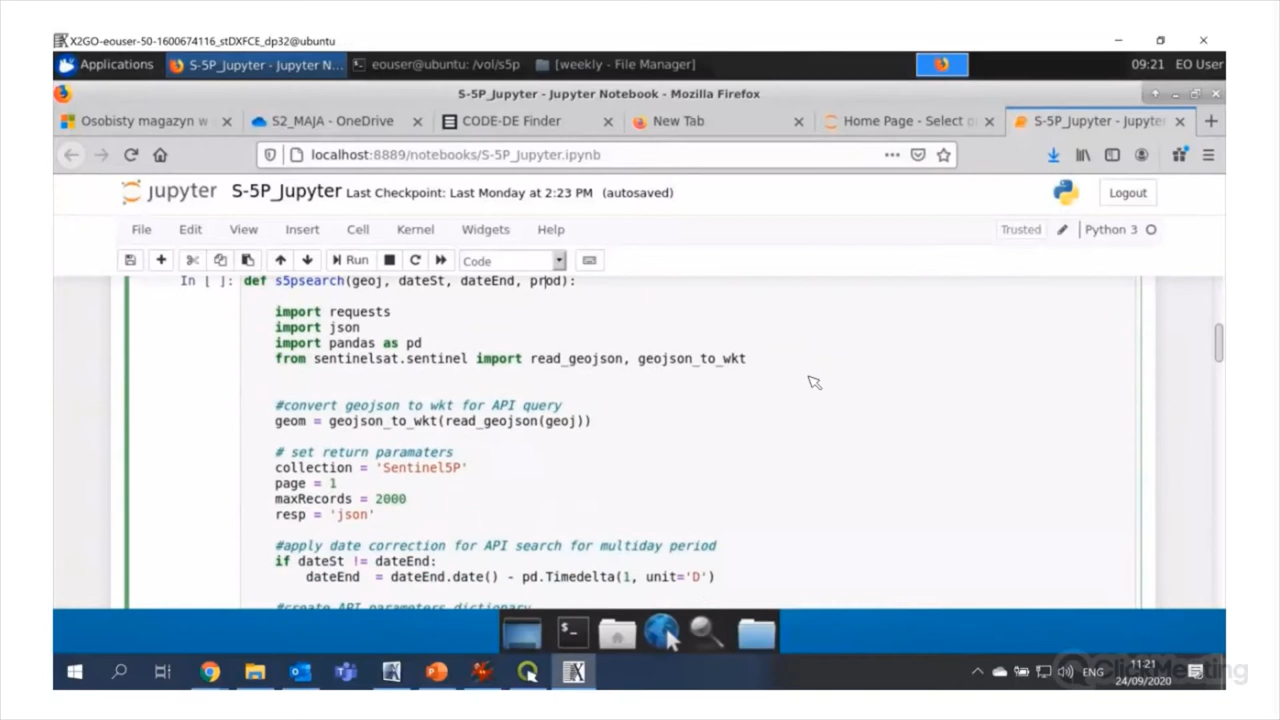 X2GO-eouser-50-1600674116_stDXFCE_dp32@ubuntu
Applications S-5P_Jupyter - Jupyter N... eouser@ubuntu: /vol/s5p [weekly - File Manager] 09:21 EO User
S-5P_Jupyter - Jupyter Notebook - Mozilla Firefox
Osobisty magazyn w S2_MAJA - OneDrive CODE-DE Finder New Tab Home Page - Select S-5P_Jupyter - Jupyte
localhost:8889/notebooks/S-5P_Jupyter.ipynb
jupyter S-5P_Jupyter Last Checkpoint: Last Monday at 2:23 PM (autosaved) Logout
File Edit View Insert Cell Kernel Widgets Help Trusted Python 3
Run Code
In [ ]: def s5psearch(geoj, dateSt, dateEnd, prod):
import requests
import json
import pandas as pd
from sentinelsat.sentinel import read_geojson, geojson_to_wkt
#convert geojson to wkt for API query
geom = geojson_to_wkt(read_geojson(geoj))
# set return paramaters
collection = 'Sentinel5P'
page = 1
maxRecords = 2000
resp = 'json'
#apply date correction for API search for multiday period
if dateSt != dateEnd:
dateEnd = dateEnd.date() - pd.Timedelta(1, unit='D')
#create API parameters dictionary
ENG 11:21
24/09/2020
ClickMeeting